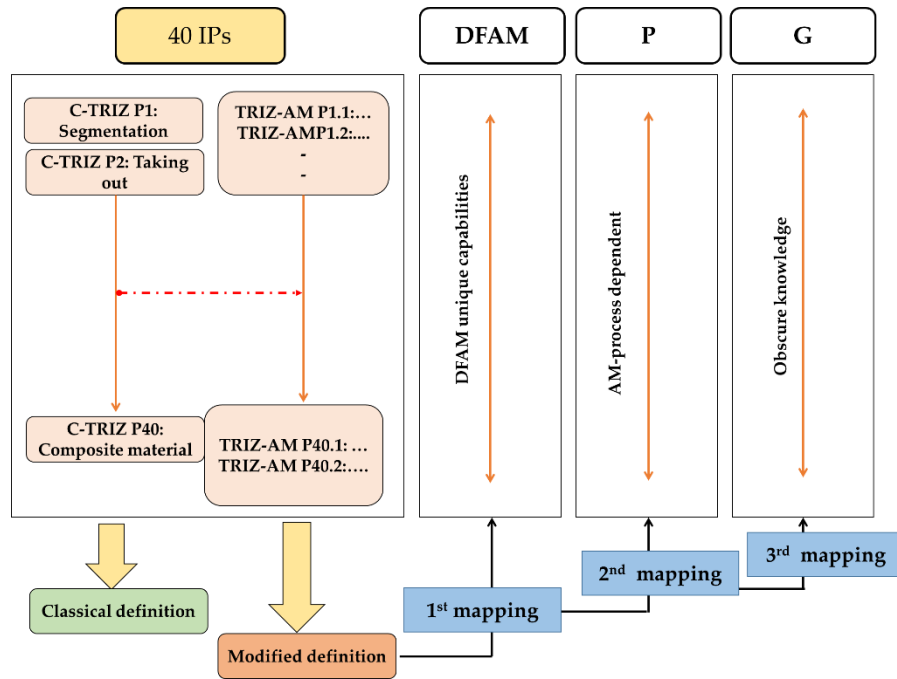 40 IPs
DFAM
P
G
C-TRIZ P1:
Segmentation
C-TRIZ P2: Taking
out
TRIZ-AM P1.1:…
TRIZ-AMP1.2:....
-
-
C-TRIZ P40:
Composite material
TRIZ-AM P40.1: …
TRIZ-AM P40.2:….
DFAM unique capabilities
AM-process dependent
Obscure knowledge
Classical definition
Modified definition
1st mapping
2nd mapping
3rd mapping